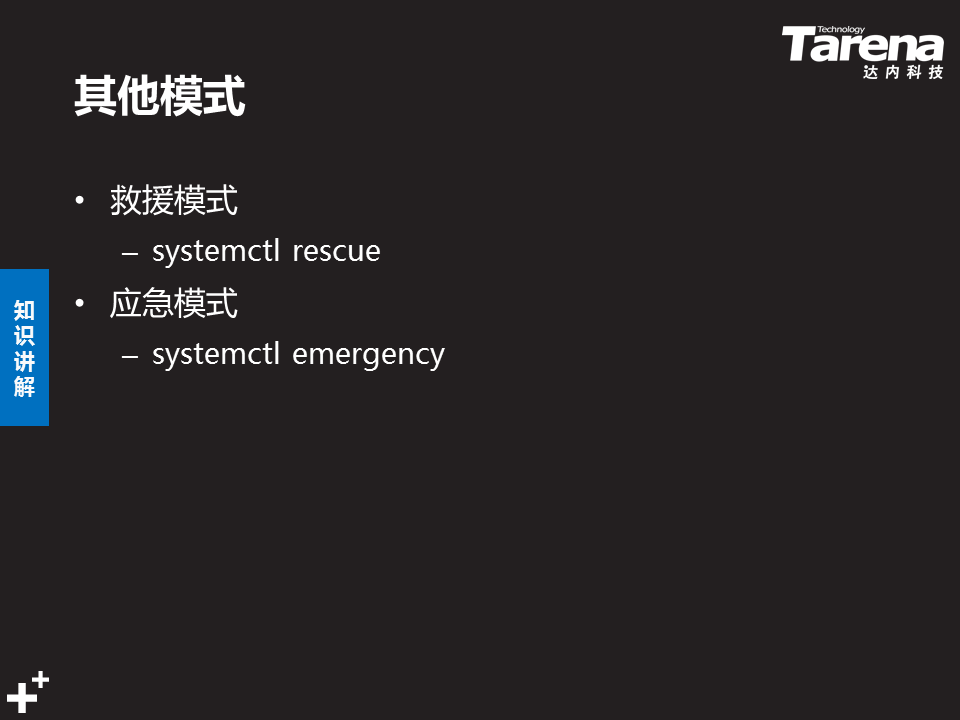 Technology
Tarena
达内科技
其他模式
• 救援模式
– systemctl rescue
• 应急模式
– systemctl emergency
知识讲解